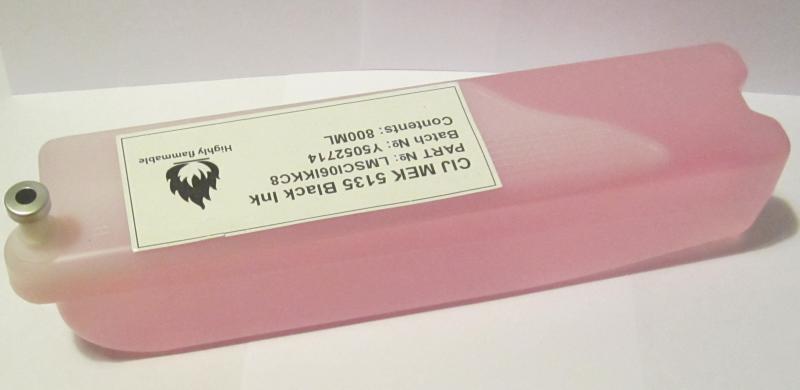 CIJ MEK 5135 Black Ink
PART №: LMSCI06IKKC8
Batch №: Y5052714
Contents: 800ML
Highly flammable